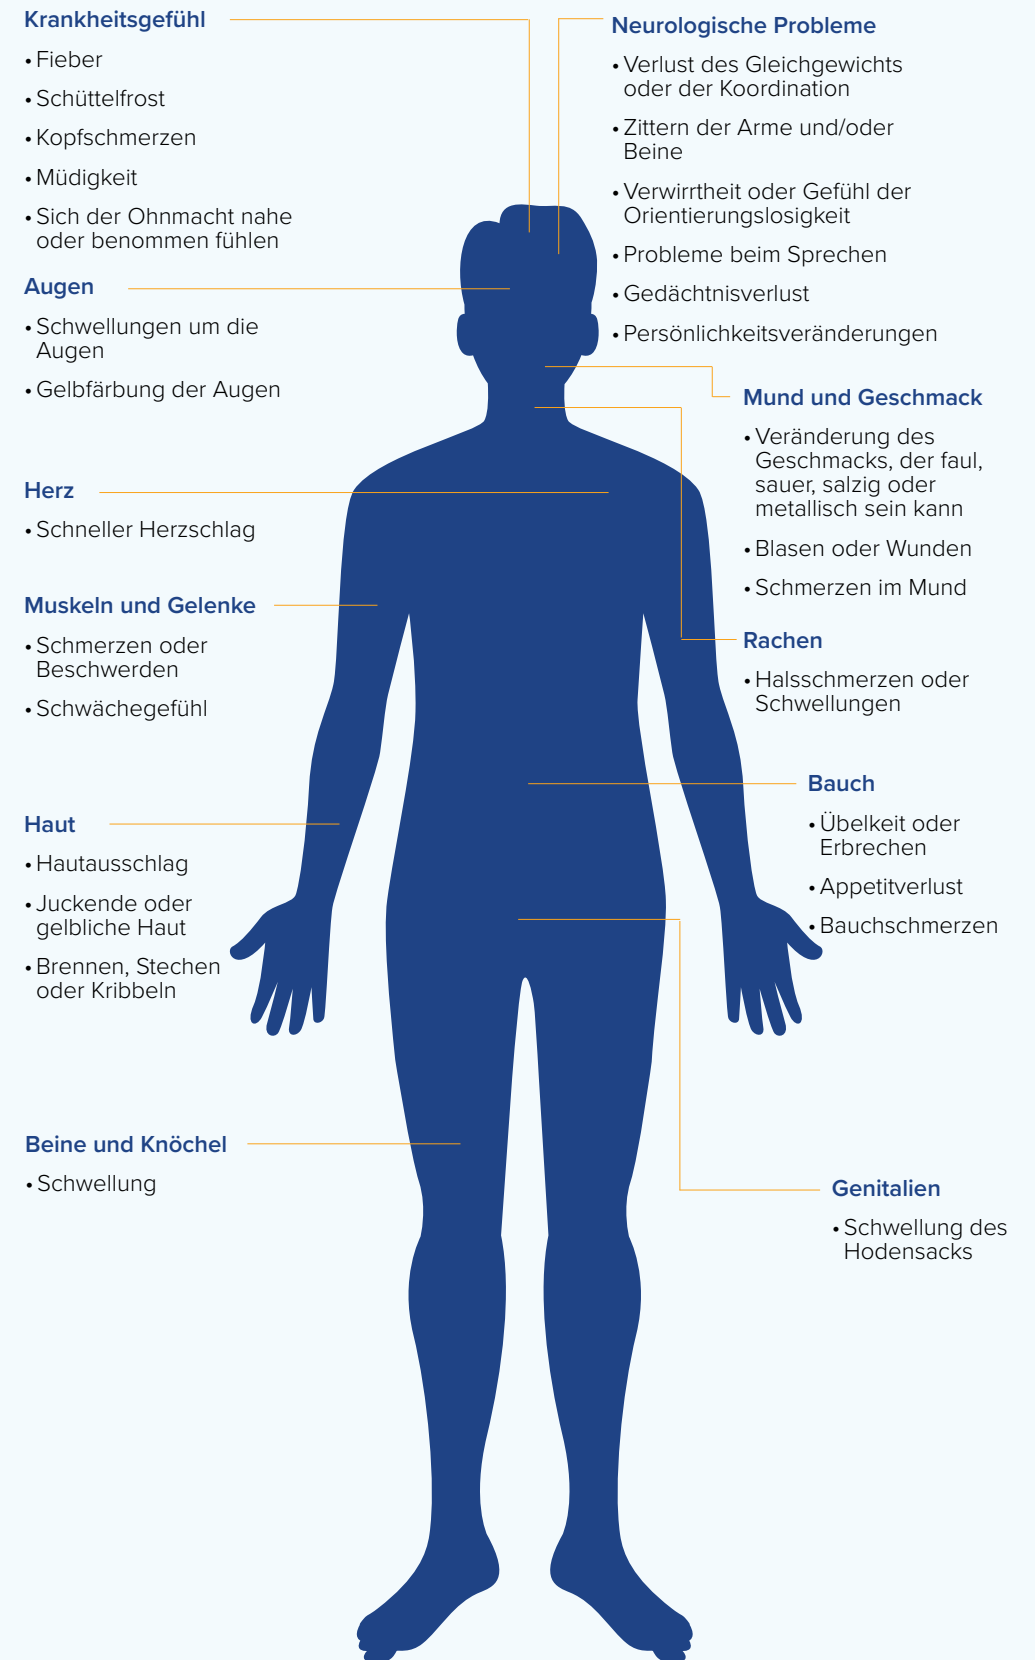 Krankheitsgefühl
• Fieber
• Schüttelfrost
• Kopfschmerzen
• Müdigkeit
• Sich der Ohnmacht nahe
oder benommen fühlen
Augen
• Schwellungen um die
Augen
• Gelbfärbung der Augen
Herz
• Schneller Herzschlag
Muskeln und Gelenke
• Schmerzen oder
Beschwerden
• Schwächegefühl
Haut
• Hautausschlag
• Juckende oder
gelbliche Haut
• Brennen, Stechen
oder Kribbeln
Beine und Knöchel
• Schwellung
Neurologische Probleme
• Verlust des Gleichgewichts
oder der Koordination
• Zittern der Arme und/oder
Beine
• Verwirrtheit oder Gefühl der
Orientierungslosigkeit
• Probleme beim Sprechen
• Gedächtnisverlust
• Persönlichkeitsveränderungen
Mund und Geschmack
• Veränderung des
Geschmacks, der faul,
sauer, salzig oder
metallisch sein kann
• Blasen oder Wunden
• Schmerzen im Mund
Rachen
• Halsschmerzen oder
Schwellungen
Bauch
• Übelkeit oder
Erbrechen
• Appetitverlust
• Bauchschmerzen
Genitalien
• Schwellung des
Hodensacks